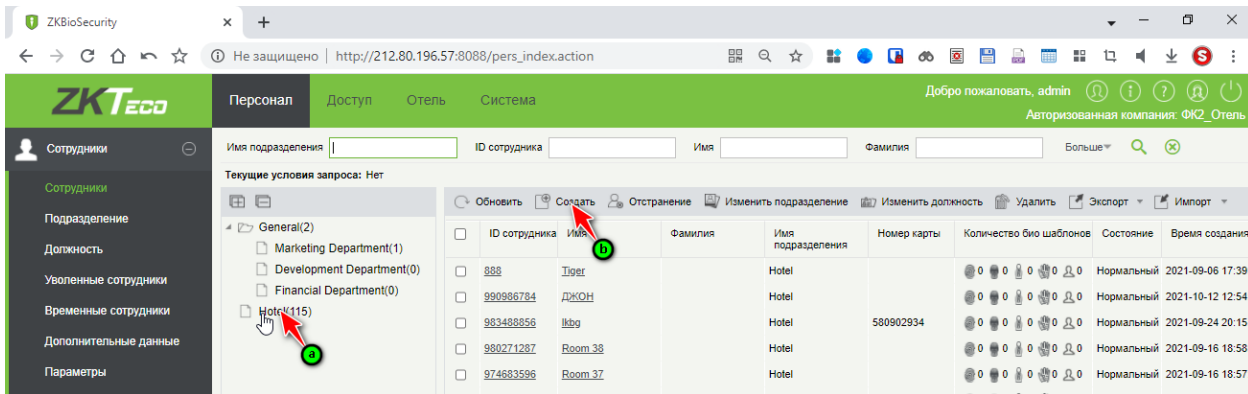 ZKBioSecurity
Не защищено | http://212.80.196.57:8088/pers_index.action
ZKTECO Персонал Доступ Отель Система Добро пожаловать, admin
Авторизованная компания: ФК2_Отель
Сотрудники Имя подразделения ID сотрудника Имя Фамилия Больше
Текущие условия запроса: Нет
Сотрудники
Подразделение
Должность
Уволенные сотрудники
Временные сотрудники
Дополнительные данные
Параметры
General(2)
Marketing Department(1)
Development Department(0)
Financial Department(0)
Hotel(115)
a
Обновить Создать Отстранение Изменить подразделение Изменить должность Удалить Экспорт Импорт
b
ID сотрудника Имя Фамилия Имя подразделения Номер карты Количество био шаблонов Состояние Время создания
888 Tiger Hotel 0 0 0 0 0 Нормальный 2021-09-06 17:39
990986784 ДЖОН Hotel 0 0 0 0 0 Нормальный 2021-10-12 12:54
983488856 Ikbg Hotel 580902934 0 0 0 0 0 Нормальный 2021-09-24 20:15
980271287 Room 38 Hotel 0 0 0 0 0 Нормальный 2021-09-16 18:58
974683596 Room 37 Hotel 0 0 0 0 0 Нормальный 2021-09-16 18:57